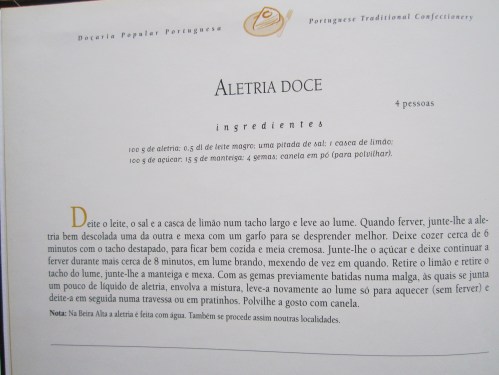 Doçaria Popular Portuguesa
Portuguese Traditional Confectionery
ALETRIA DOCE
4 pessoas
ingredientes
100 g de aletria; 0,5 dl de leite magro; uma pitada de sal; 1 casca de limão;
100 g de açúcar; 15 g de manteiga; 4 gemas; canela em pó (para polvilhar).
Deite o leite, o sal e a casca de limão num tacho largo e leve ao lume. Quando ferver, junte-lhe a ale-
tria bem descolada uma da outra e mexa com um garfo para se desprender melhor. Deixe cozer cerca de 6
minutos com o tacho destapado, para ficar bem cozida e meia cremosa. Junte-lhe o açúcar e deixe continuar a
ferver durante mais cerca de 8 minutos, em lume brando, mexendo de vez em quando. Retire o limão e retire o
tacho do lume, junte-lhe a manteiga e mexa. Com as gemas previamente batidas numa malga, às quais se junta
um pouco de líquido de aletria, envolva a mistura, leve-a novamente ao lume só para aquecer (sem ferver) e
deite-a em seguida numa travessa ou em pratinhos. Polvilhe a gosto com canela.
Nota: Na Beira Alta a aletria é feita com água. Também se procede assim noutras localidades.